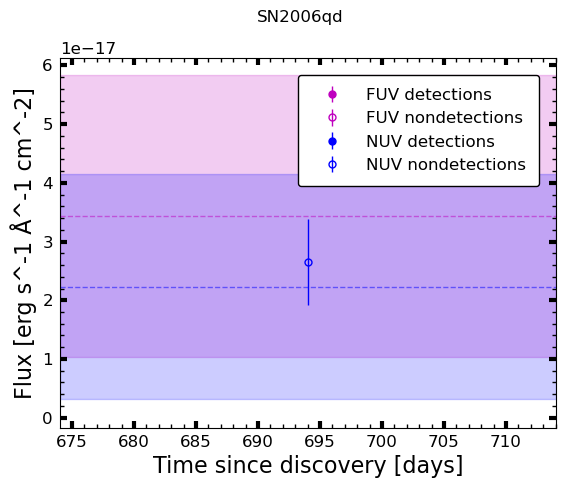 SN2006qd
1e−17
6
5
4
3
2
1
0
Flux [erg s^-1 Å^-1 cm^-2]
FUV detections
FUV nondetections
NUV detections
NUV nondetections
675 680 685 690 695 700 705 710
Time since discovery [days]